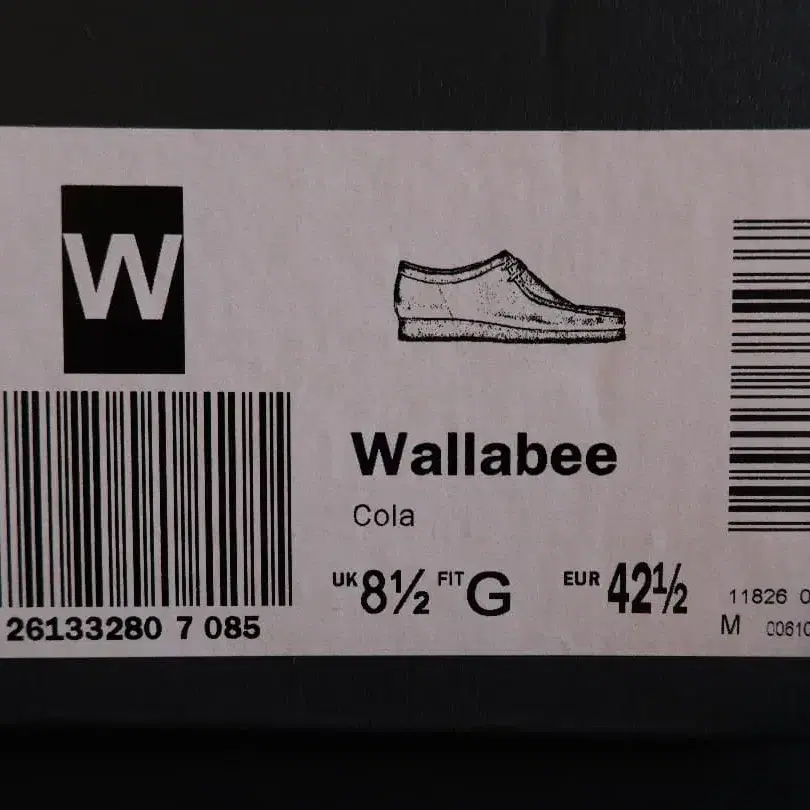 W
26133280 7 085
Wallabee
Cola
UK 8½ FIT G EUR 42½
11826 0
M 00610